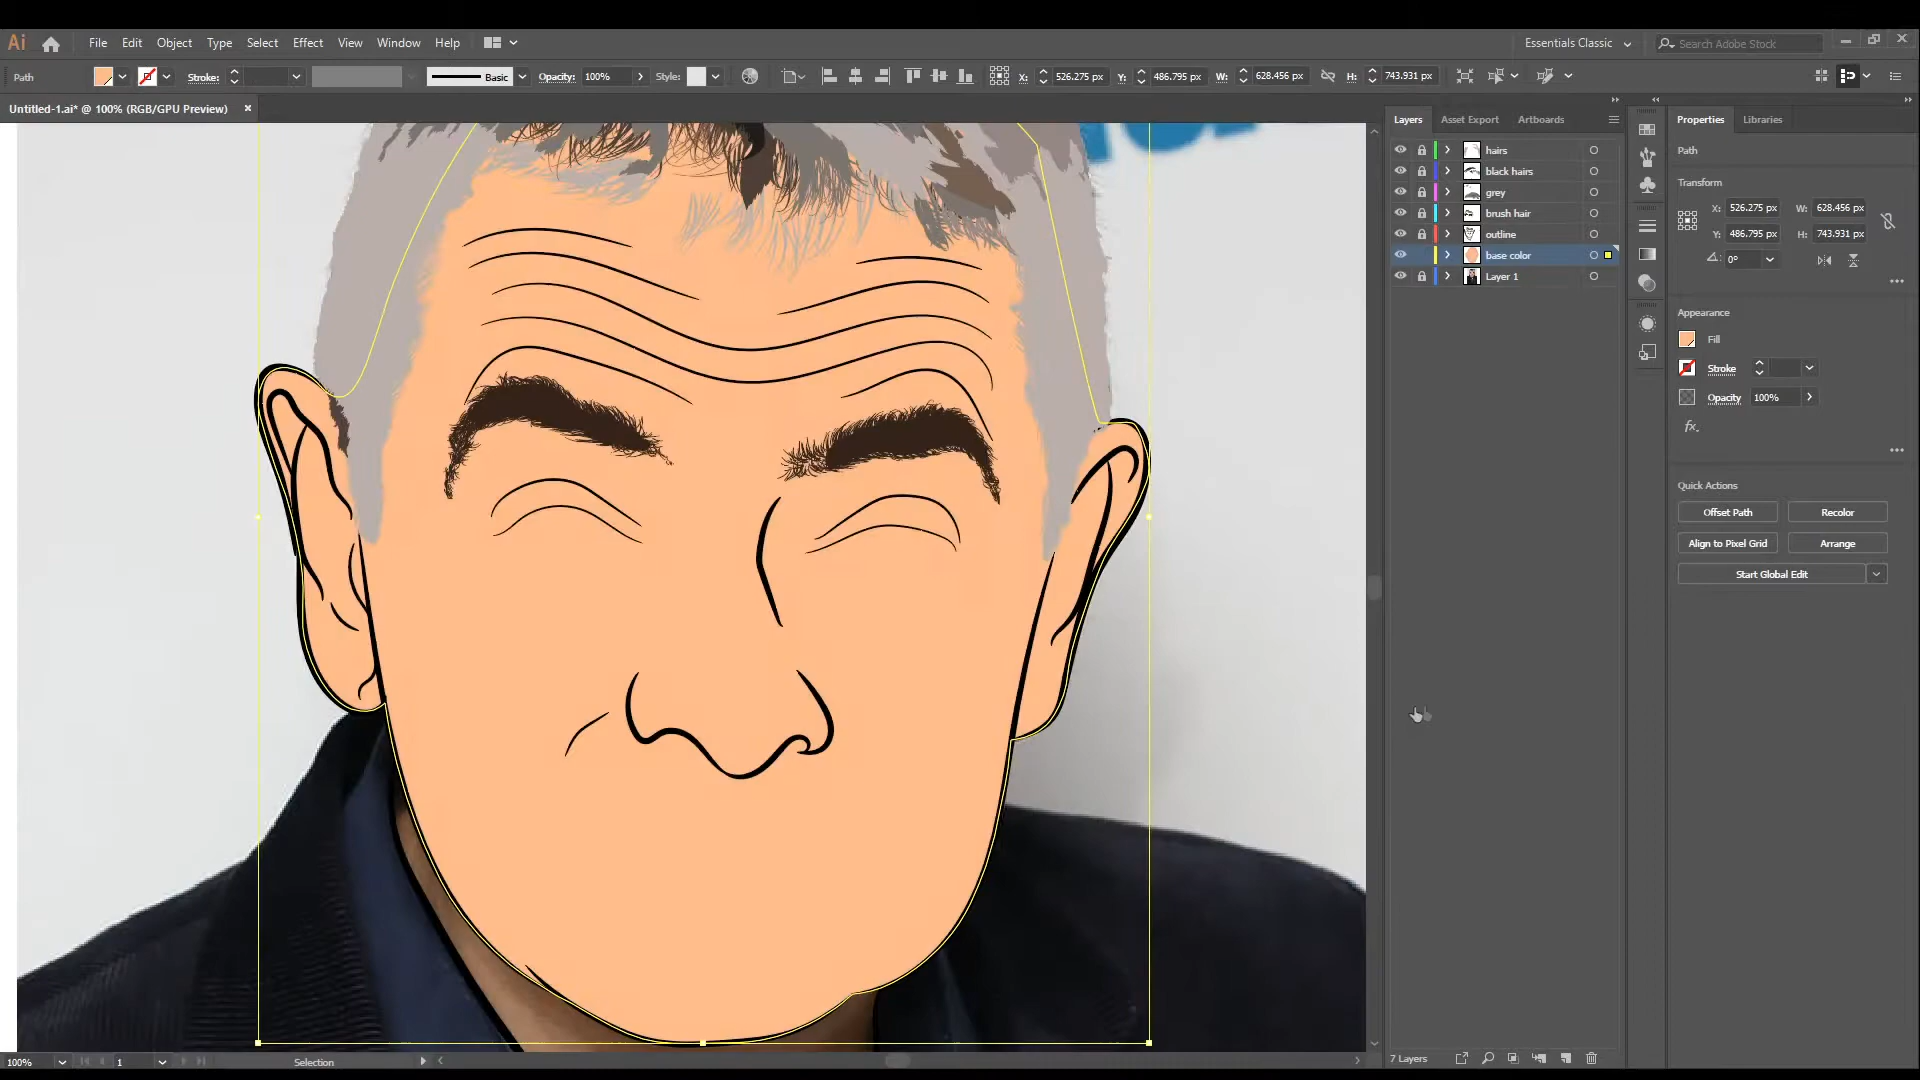 Ai File Edit Object Type Select Effect View Window Help Essentials Classic Search Adobe Stock
Path Stroke: Basic Opacity: 100% Style: X: 526.275 px Y: 486.795 px W: 628.456 px H: 743.931 px
Untitled-1.ai* @ 100% (RGB/GPU Preview)
Layers Asset Export Artboards
hairs
black hairs
grey
brush hair
outline
base color
Layer 1
Properties Libraries
Path
Transform
X: 526.275 px W: 628.456 px
Y: 486.795 px H: 743.931 px
0°
Appearance
Fill
Stroke
Opacity 100%
fx.
Quick Actions
Offset Path Recolor
Align to Pixel Grid Arrange
Start Global Edit
100% 1 Selection 7 Layers